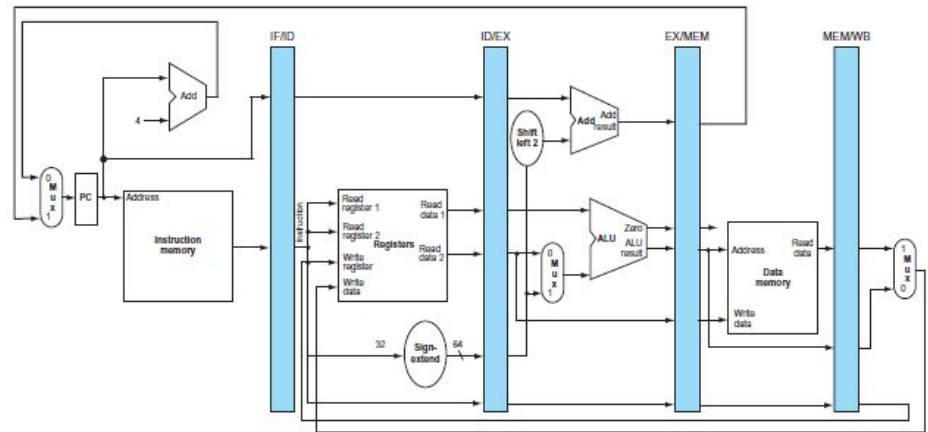 IF/ID
ID/EX
EX/MEM
MEM/WB
Add
4
Shift
left 2
Add
Add
result
0
M
u
x
1
PC
Address
Instruction
memory
Instruction
Read
register 1
Read
register 2
Write
register
Write
data
Registers
Read
data 1
Read
data 2
0
M
u
x
1
ALU
Zero
ALU
result
Address
Read
data
Data
memory
Write
data
1
M
u
x
0
32
Sign-
extend
64